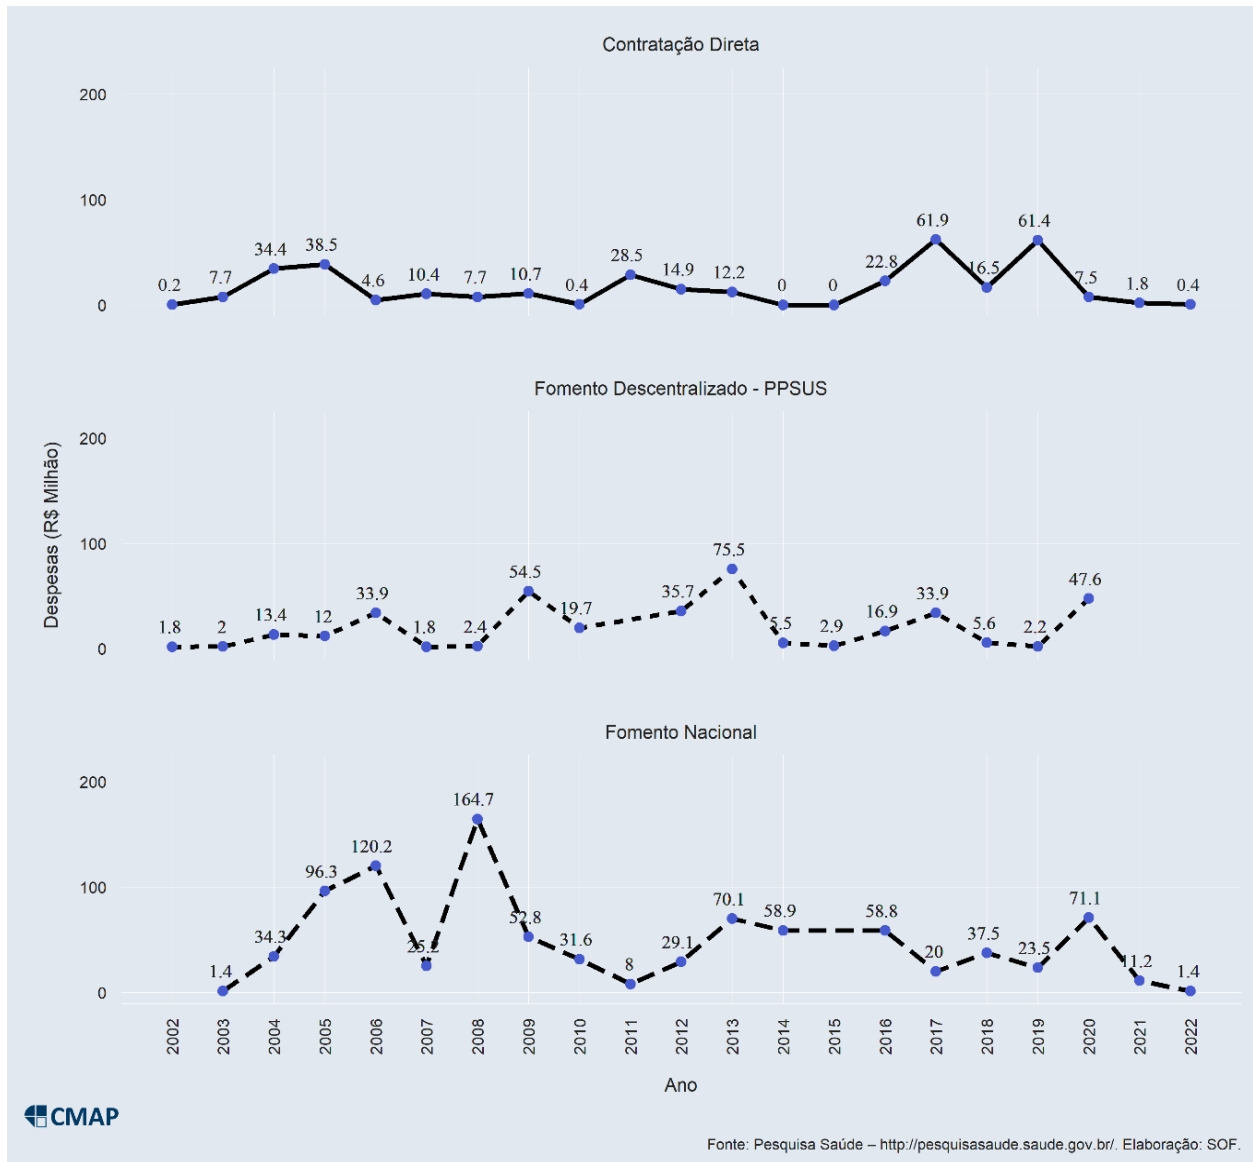 Contratação Direta
200
100
0
0.2 7.7 34.4 38.5 4.6 10.4 7.7 10.7 0.4 28.5 14.9 12.2 0 0 22.8 61.9 16.5 61.4 7.5 1.8 0.4
Fomento Descentralizado - PPSUS
Despesas (R$ Milhão)
200
100
0
1.8 2 13.4 12 33.9 1.8 2.4 54.5 19.7 35.7 75.5 5.5 2.9 16.9 33.9 5.6 2.2 47.6
Fomento Nacional
200
100
0
1.4 34.3 96.3 120.2 25.2 164.7 52.8 31.6 8 29.1 70.1 58.9 58.8 20 37.5 23.5 71.1 11.2 1.4
2002 2003 2004 2005 2006 2007 2008 2009 2010 2011 2012 2013 2014 2015 2016 2017 2018 2019 2020 2021 2022
Ano
CMAP
Fonte: Pesquisa Saúde – http://pesquisasaude.saude.gov.br/. Elaboração: SOF.